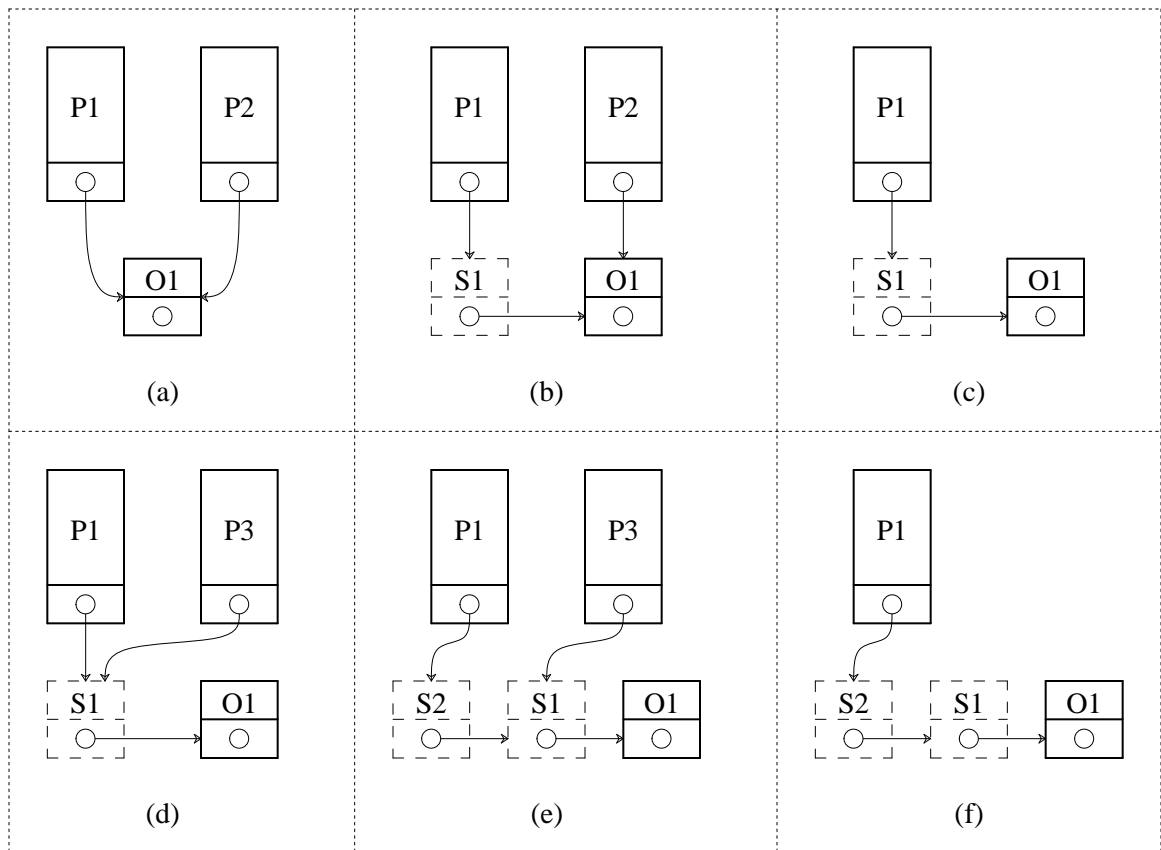 P1 P2
O1
(a)
P1 P2
S1 O1
(b)
P1
S1 O1
(c)
P1 P3
S1 O1
(d)
P1 P3
S2 S1 O1
(e)
P1
S2 S1 O1
(f)